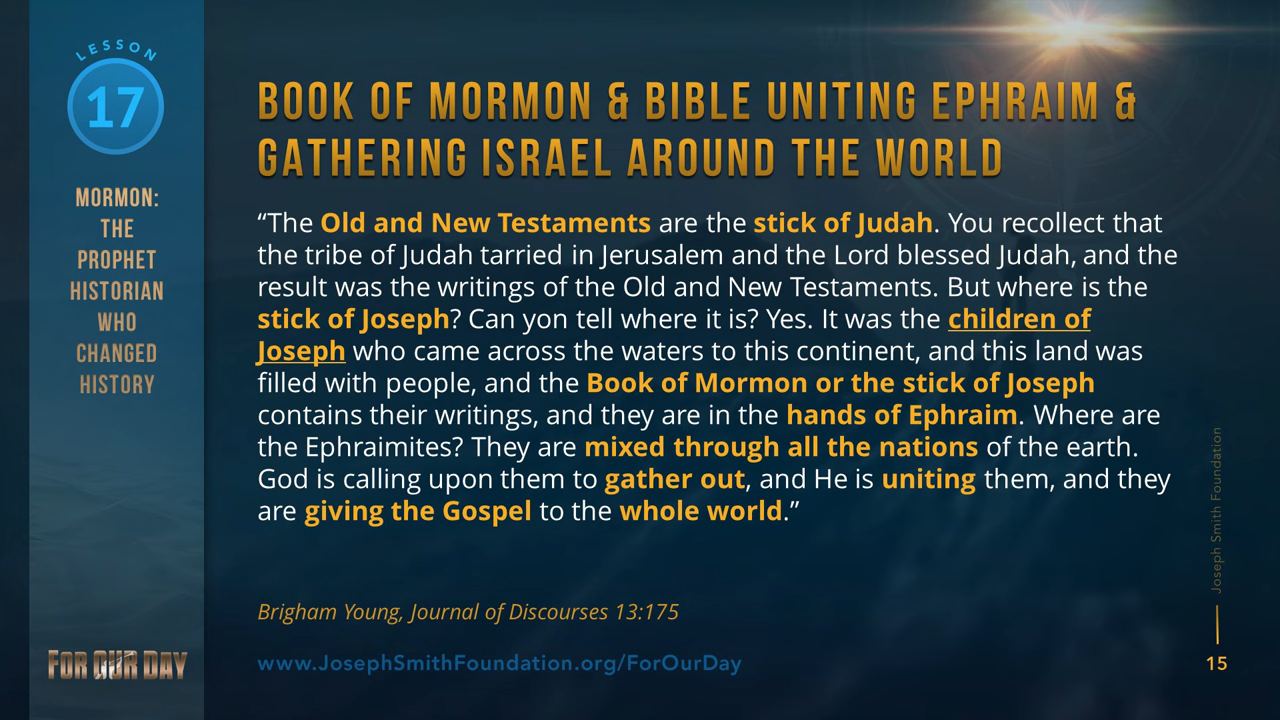 LESSON
17
MORMON:
THE
PROPHET
HISTORIAN
WHO
CHANGED
HISTORY
FOR OUR DAY
BOOK OF MORMON & BIBLE UNITING EPHRAIM &
GATHERING ISRAEL AROUND THE WORLD
“The Old and New Testaments are the stick of Judah. You recollect that
the tribe of Judah tarried in Jerusalem and the Lord blessed Judah, and the
result was the writings of the Old and New Testaments. But where is the
stick of Joseph? Can yon tell where it is? Yes. It was the children of
Joseph who came across the waters to this continent, and this land was
filled with people, and the Book of Mormon or the stick of Joseph
contains their writings, and they are in the hands of Ephraim. Where are
the Ephraimites? They are mixed through all the nations of the earth.
God is calling upon them to gather out, and He is uniting them, and they
are giving the Gospel to the whole world.”
Brigham Young, Journal of Discourses 13:175
www.JosephSmithFoundation.org/ForOurDay
Joseph Smith Foundation
15